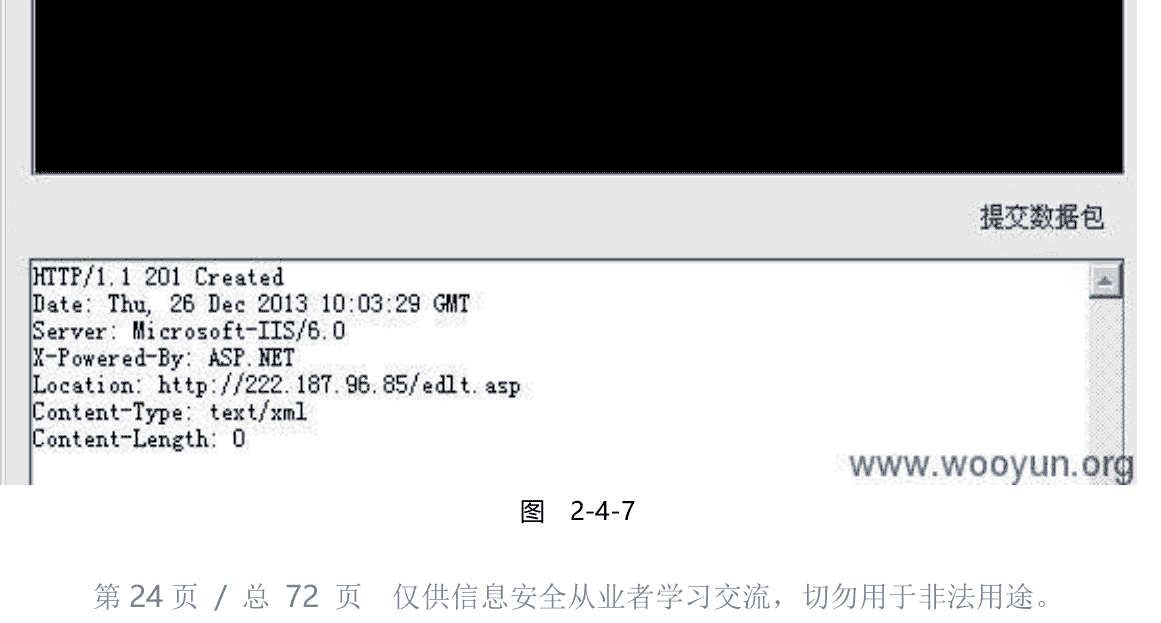 提交数据包
HTTP/1.1 201 Created
Date: Thu, 26 Dec 2013 10:03:29 GMT
Server: Microsoft-IIS/6.0
X-Powered-By: ASP.NET
Location: http://222.187.96.85/edlt.asp
Content-Type: text/xml
Content-Length: 0
www.wooyun.org
图 2-4-7
第 24 页 / 总 72 页 仅供信息安全从业者学习交流，切勿用于非法用途。